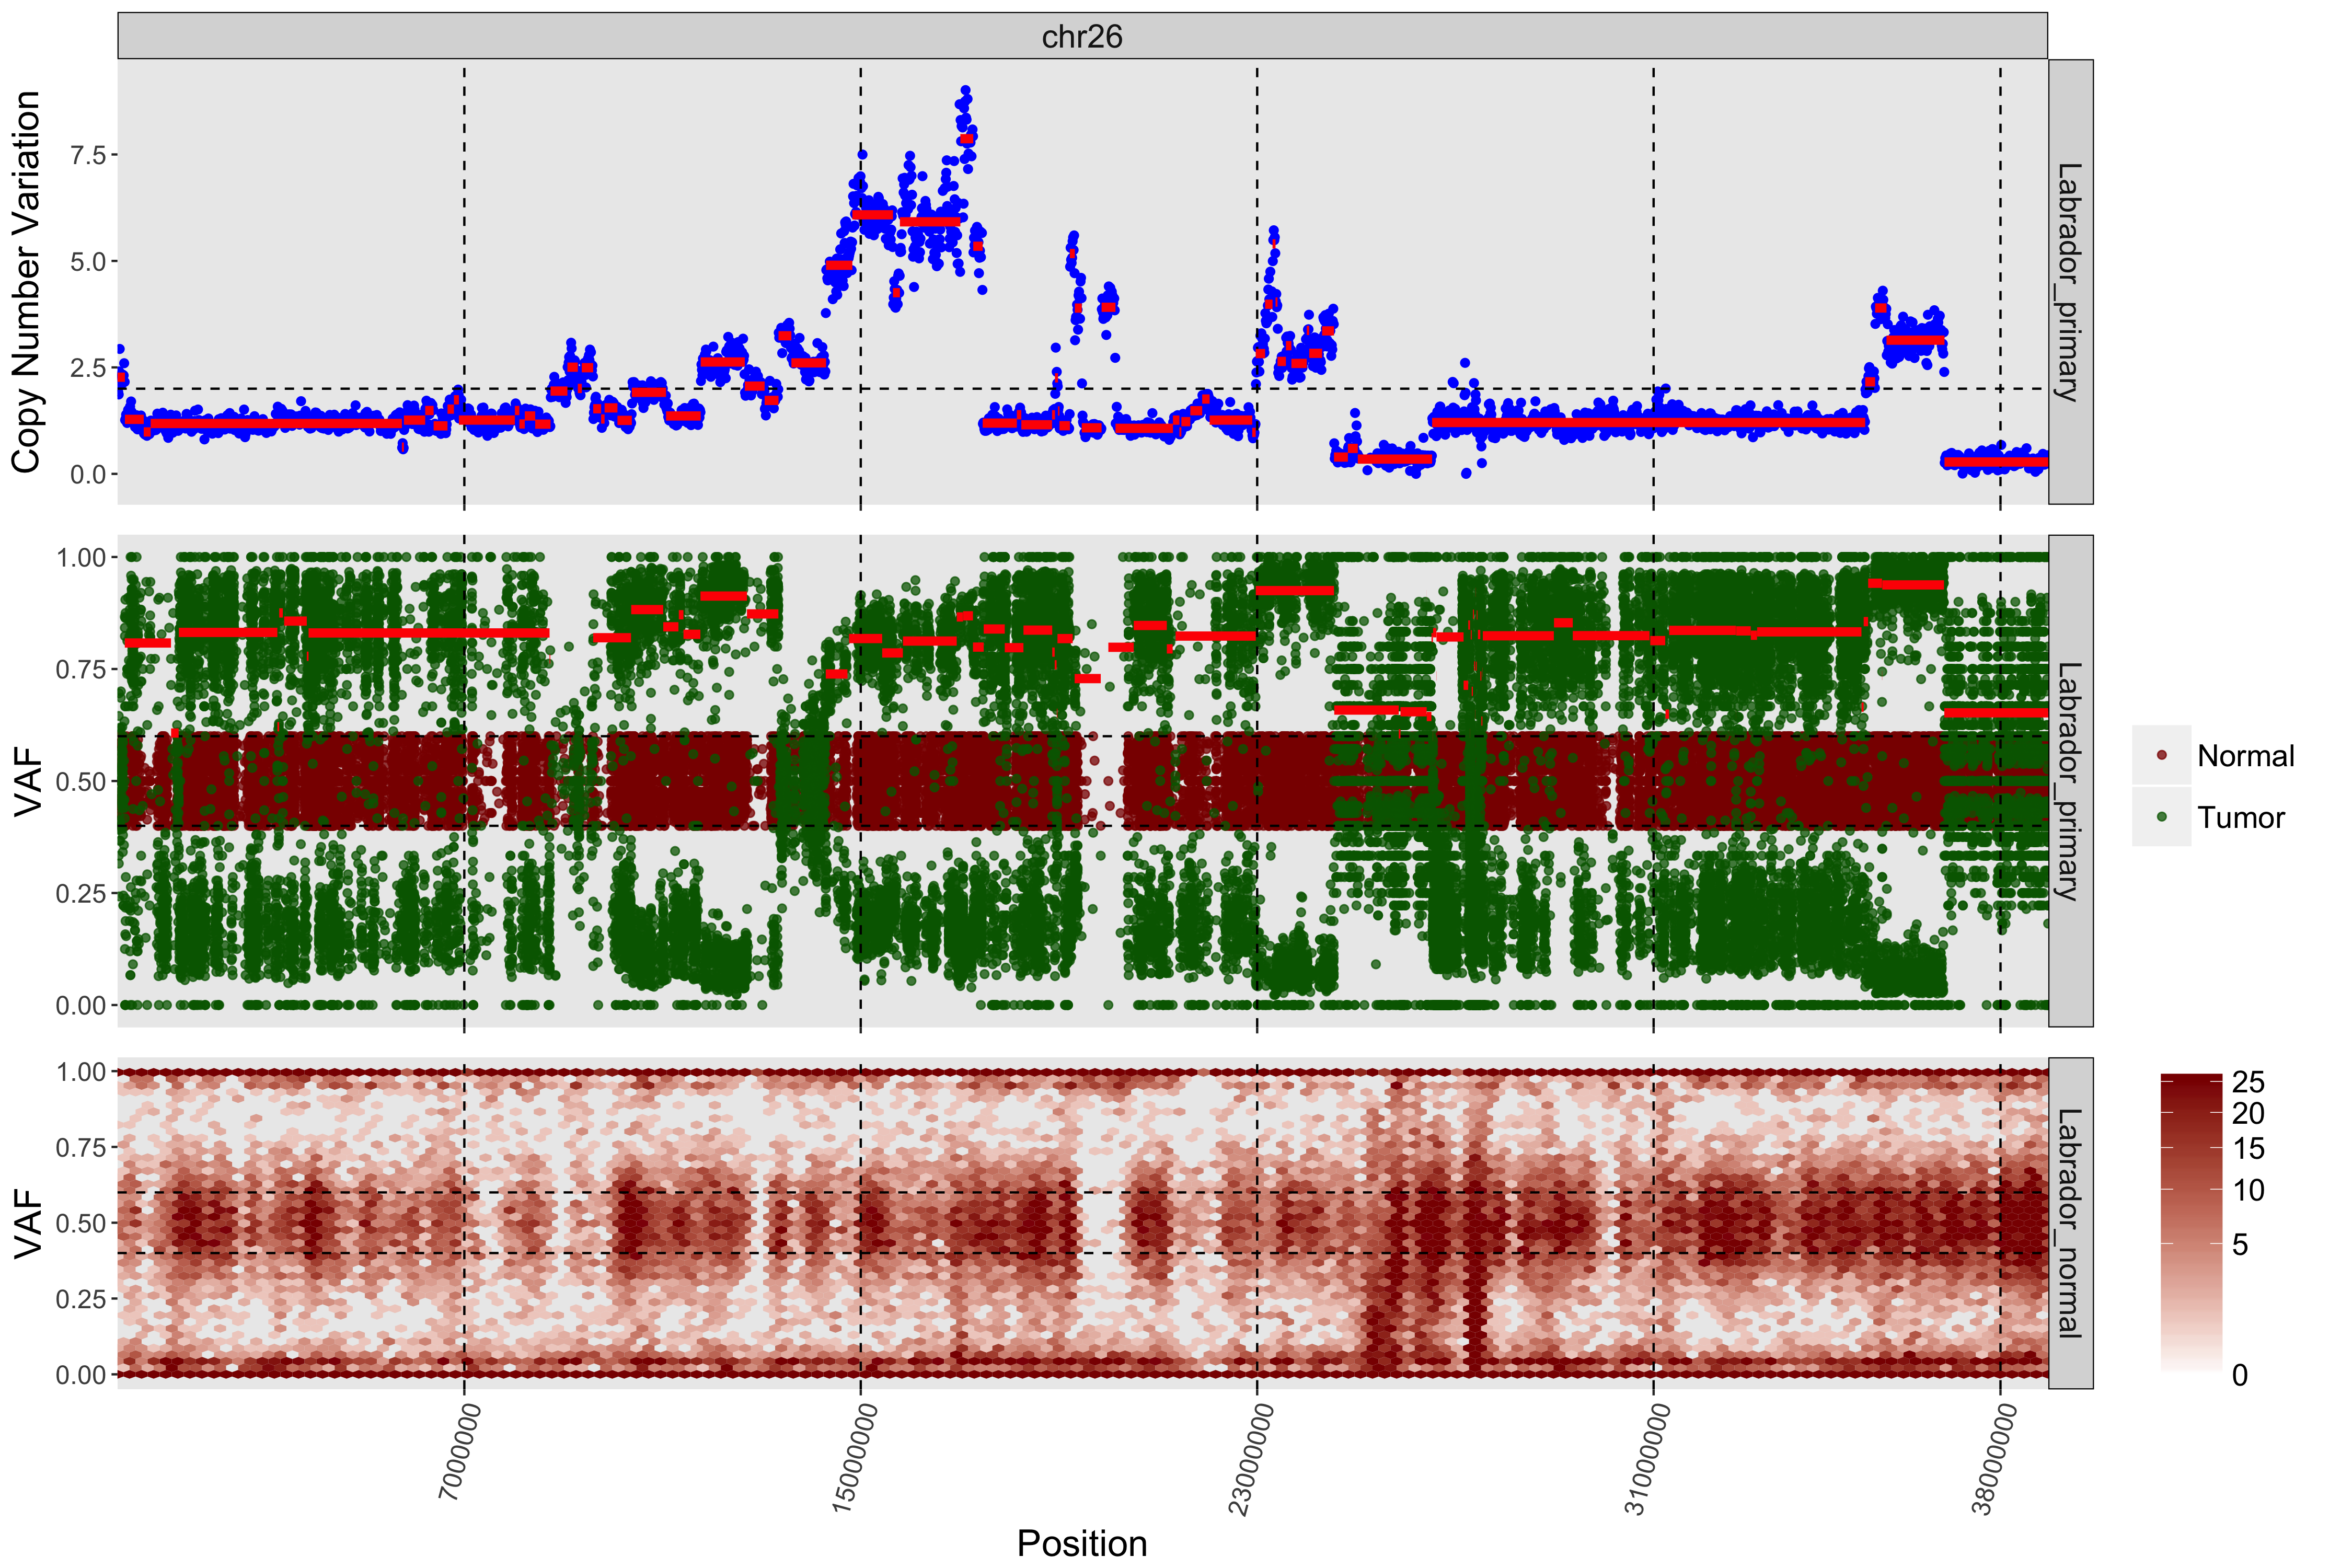 chr26
Copy Number Variation
7.5
5.0
2.5
0.0
Labrador_primary
VAF
1.00
0.75
0.50
0.25
0.00
Labrador_primary
Normal
Tumor
VAF
1.00
0.75
0.50
0.25
0.00
Labrador_normal
25
20
15
10
5
0
7000000
15000000
23000000
31000000
38000000
Position